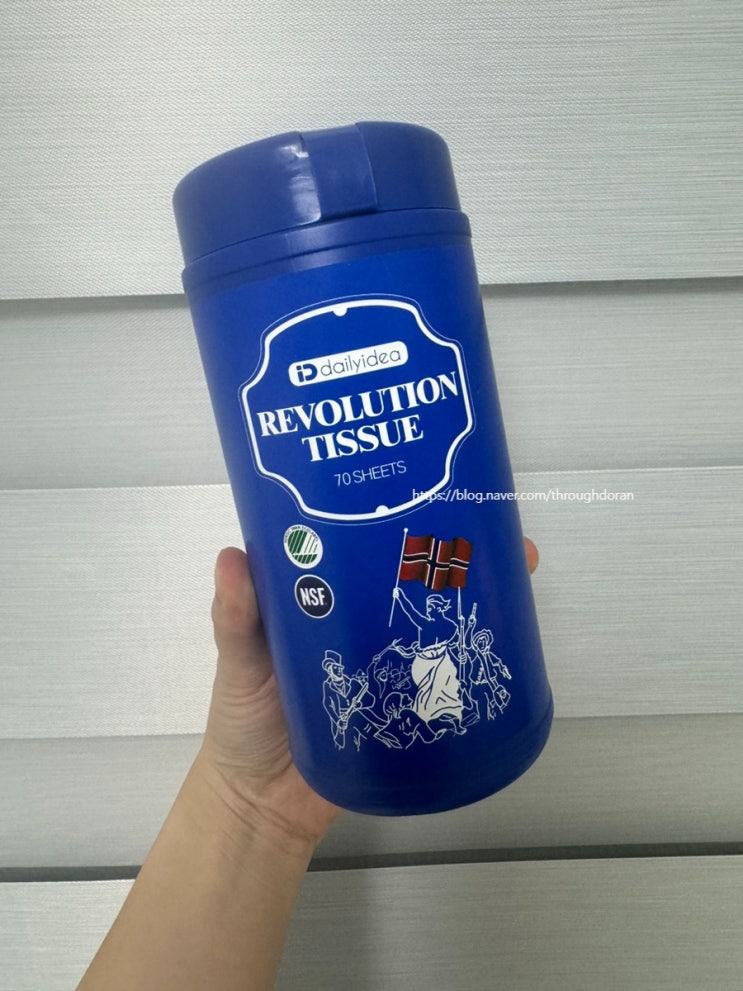 iD dailyidea
REVOLUTION
TISSUE
70 SHEETS
https://blog.naver.com/throughdoran
NSF